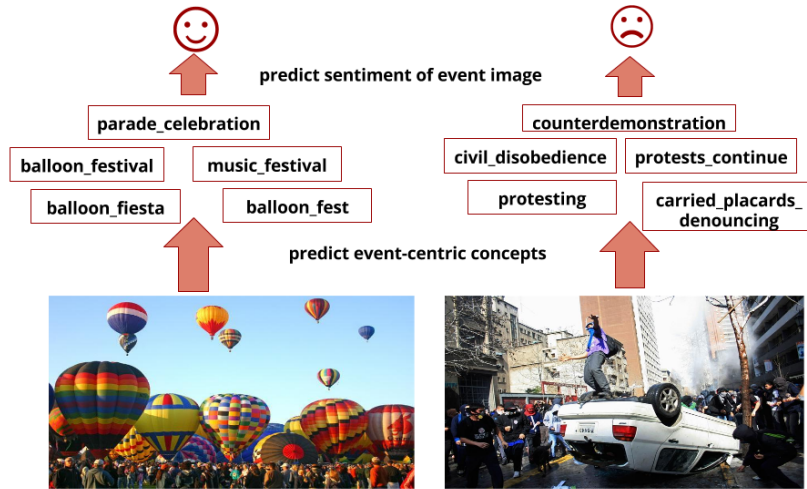 predict sentiment of event image
parade_celebration
balloon_festival
music_festival
balloon_fiesta
balloon_fest
counterdemonstration
civil_disobedience
protests_continue
protesting
carried_placards_
denouncing
predict event-centric concepts